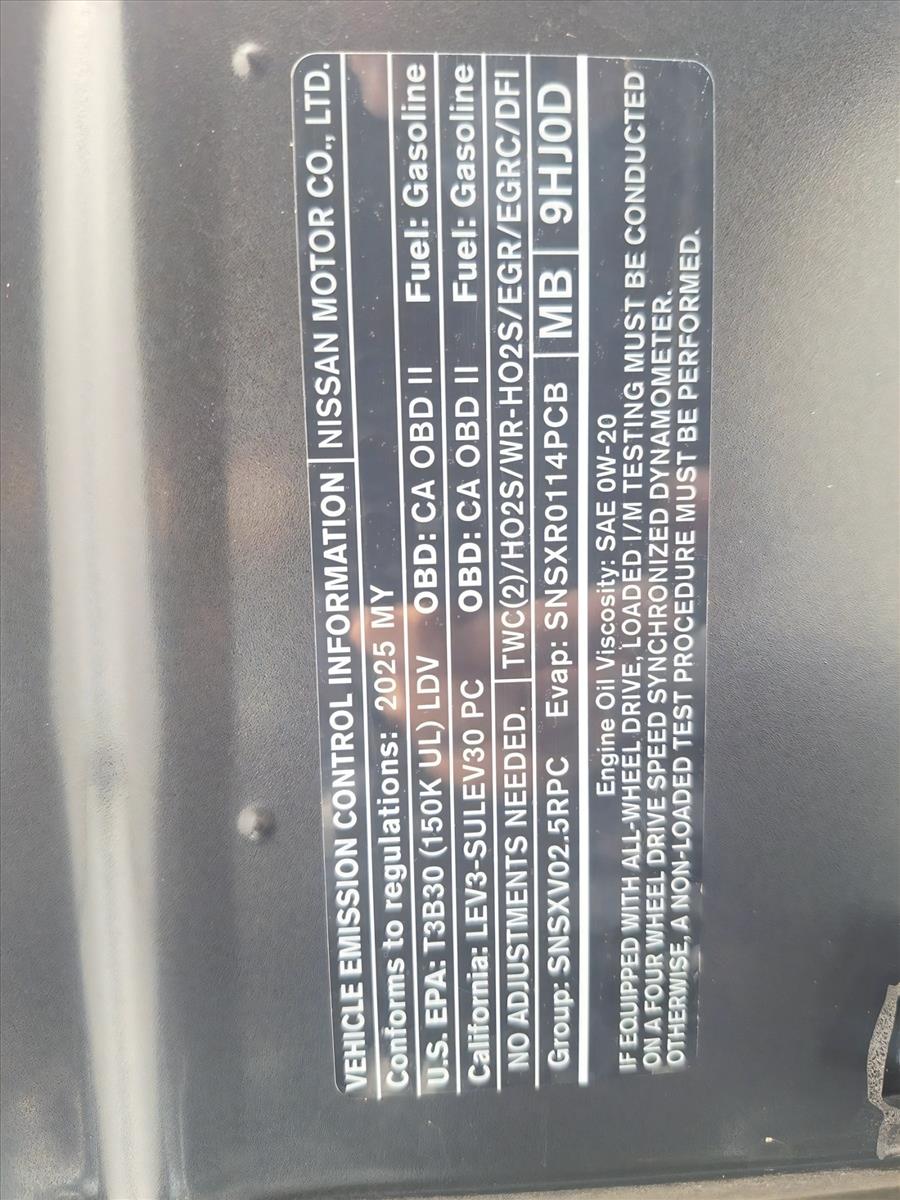 VEHICLE EMISSION CONTROL INFORMATION | NISSAN MOTOR CO., LTD.
Conforms to regulations: 2025 MY
U.S. EPA: T3B30 (150K UL) LDV OBD: CA OBD II Fuel: Gasoline
California: LEV3-SULEV30 PC OBD: CA OBD II Fuel: Gasoline
NO ADJUSTMENTS NEEDED. | TWC(2)/HO2S/WR-HO2S/EGR/EGRC/DFI
Group: SNSXV02.5RPC Evap: SNSXR0114PCB | MB | 9HJ0D
Engine Oil Viscosity: SAE 0W-20
IF EQUIPPED WITH ALL-WHEEL DRIVE, LOADED I/M TESTING MUST BE CONDUCTED
ON A FOUR WHEEL DRIVE SPEED SYNCHRONIZED DYNAMOMETER.
OTHERWISE, A NON-LOADED TEST PROCEDURE MUST BE PERFORMED.